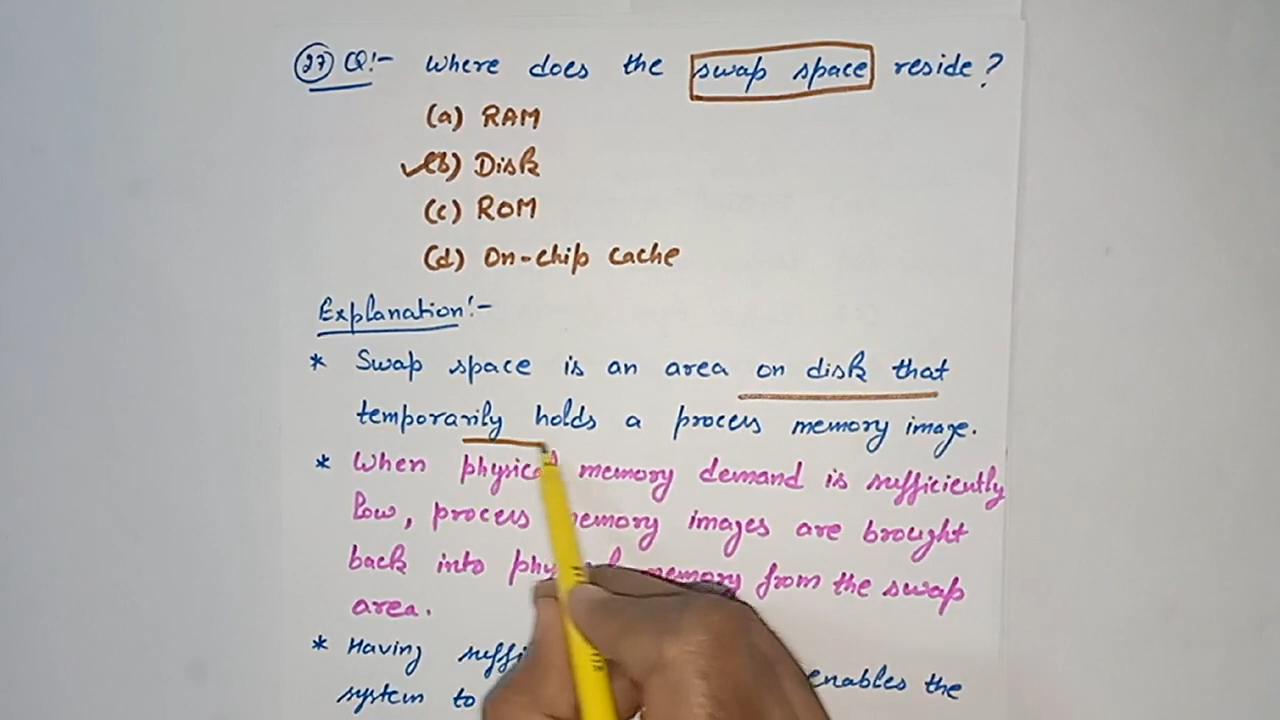 27) Q:- Where does the swap space reside?
(a) RAM
(b) Disk
(c) ROM
(d) On-chip cache
Explanation:-
* Swap space is an area on disk that
temporarily holds a process memory image.
* When physical memory demand is sufficiently
low, process memory images are brought
back into memory from the swap
area.
* Having enables the
system to